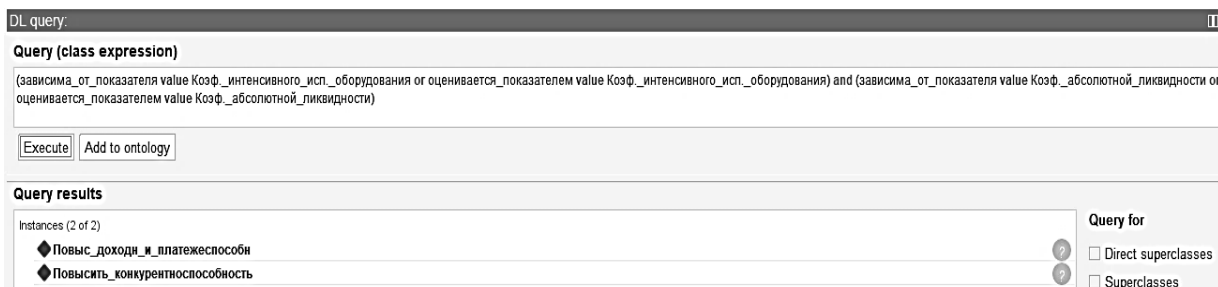 DL query:
Query (class expression)
(зависима_от_показателя value Коэф._интенсивного_исп._оборудования or оценивается_показателем value Коэф._интенсивного_исп._оборудования) and (зависима_от_показателя value Коэф._абсолютной_ликвидности or
оценивается_показателем value Коэф._абсолютной_ликвидности)
Execute Add to ontology
Query results
Instances (2 of 2)
Query for
Повыс_доходн_и_платежеспособн
Direct superclasses
Повысить_конкурентноспособность
Superclasses